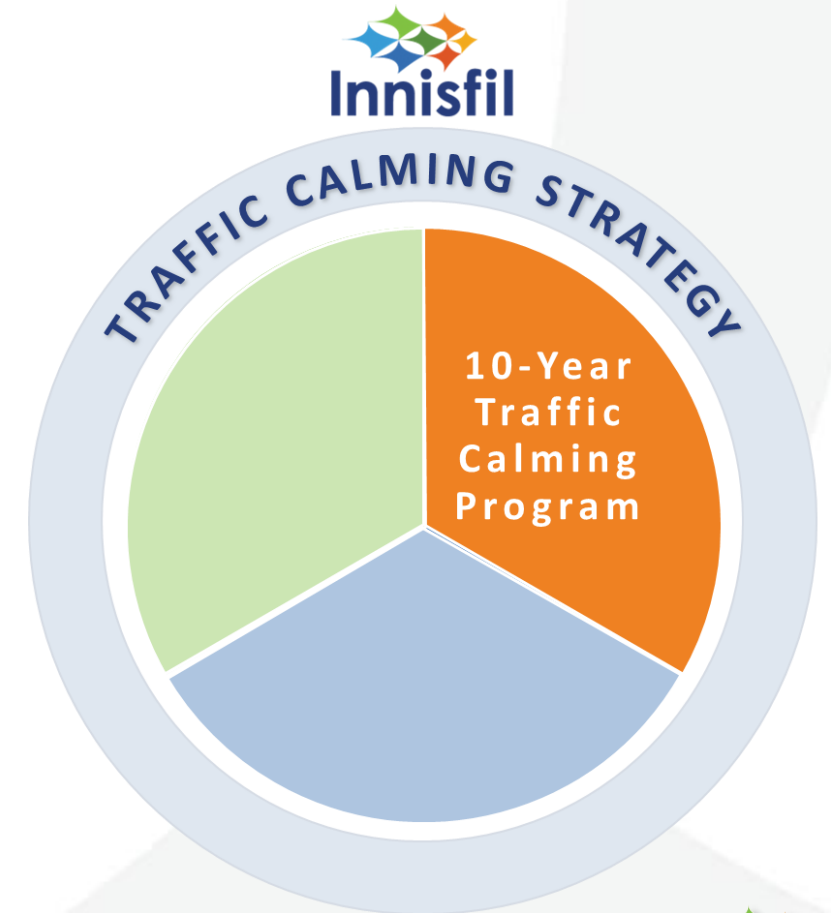 Innisfil
TRAFFIC CALMING STRATEGY
10-Year
Traffic
Calming
Program